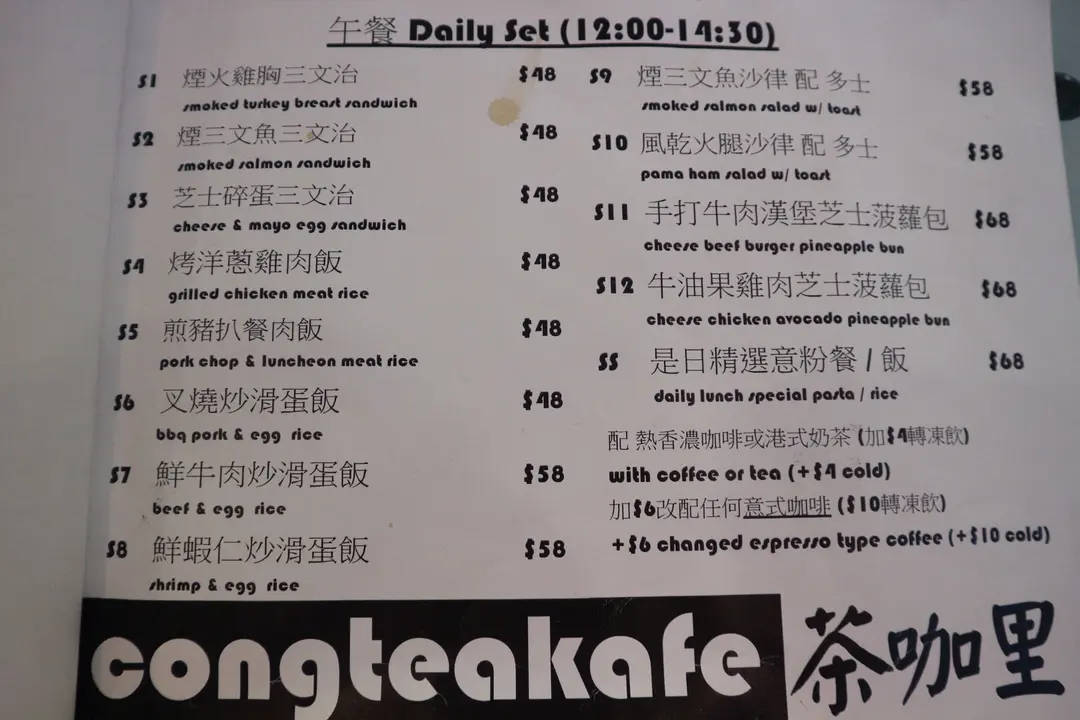 午餐 Daily Set (12:00-14:30)
S1 煙火雞胸三文治 $48
smoked turkey breast sandwich
S2 煙三文魚三文治 $48
smoked salmon sandwich
S3 芝士碎蛋三文治 $48
cheese & mayo egg sandwich
S4 烤洋蔥雞肉飯 $48
grilled chicken meat rice
S5 煎豬扒餐肉飯 $48
pork chop & luncheon meat rice
S6 叉燒炒滑蛋飯 $48
bbq pork & egg rice
S7 鮮牛肉炒滑蛋飯 $58
beef & egg rice
S8 鮮蝦仁炒滑蛋飯 $58
shrimp & egg rice
S9 煙三文魚沙律 配 多士 $58
smoked salmon salad w/ toast
S10 風乾火腿沙律 配 多士 $58
pama ham salad w/ toast
S11 手打牛肉漢堡芝士菠蘿包 $68
cheese beef burger pineapple bun
S12 牛油果雞肉芝士菠蘿包 $68
cheese chicken avocado pineapple bun
SS 是日精選意粉餐 / 飯 $68
daily lunch special pasta / rice
配 熱香濃咖啡或港式奶茶 (加$4轉凍飲)
with coffee or tea (+$4 cold)
加$6改配任何意式咖啡 ($10轉凍飲)
+$6 changed espresso type coffee (+$10 cold)
congteakafe 茶咖里